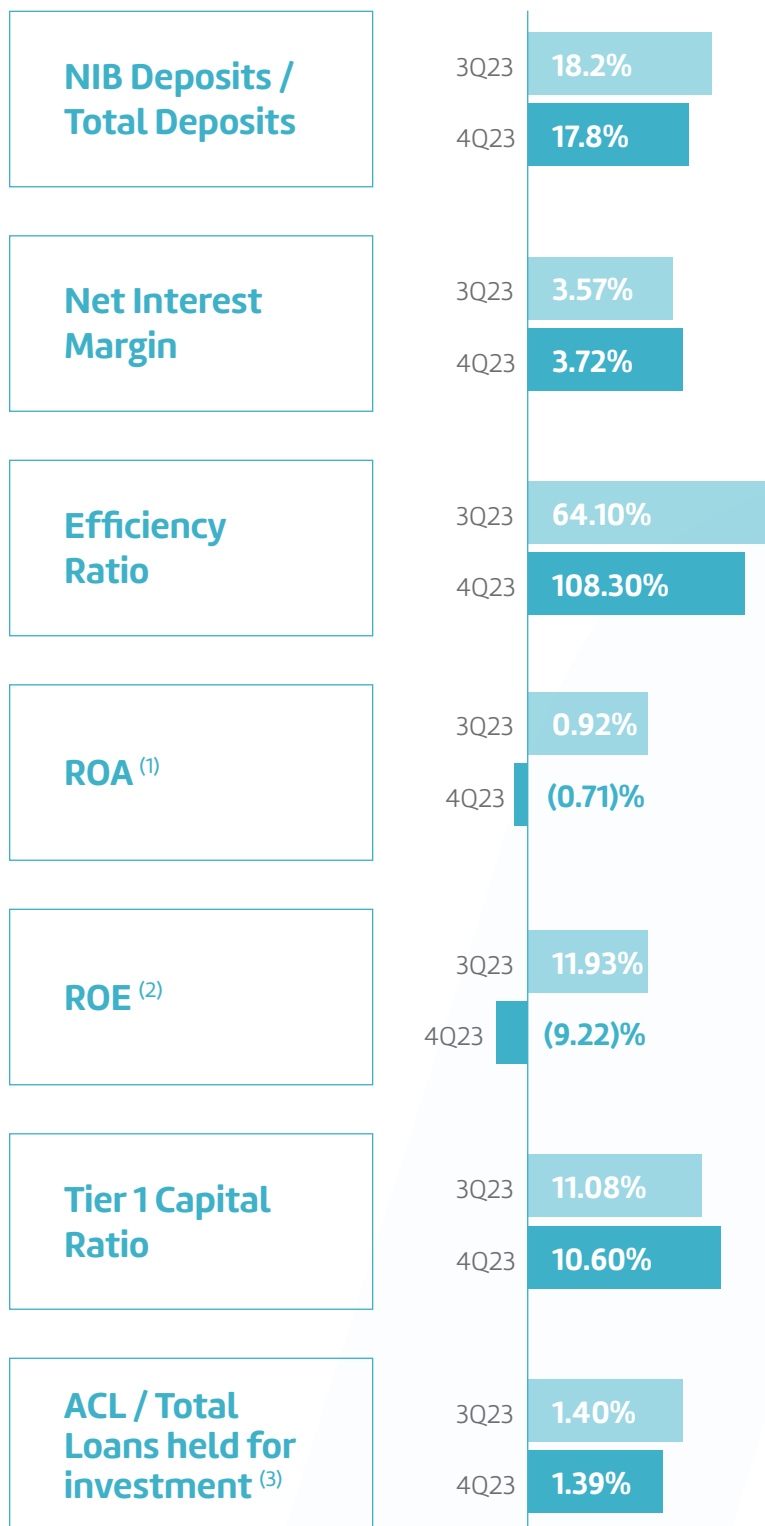 NIB Deposits /
Total Deposits
3Q23 18.2%
4Q23 17.8%
Net Interest
Margin
3Q23 3.57%
4Q23 3.72%
Efficiency
Ratio
3Q23 64.10%
4Q23 108.30%
ROA (1)
3Q23 0.92%
4Q23 (0.71)%
ROE (2)
3Q23 11.93%
4Q23 (9.22)%
Tier 1 Capital
Ratio
3Q23 11.08%
4Q23 10.60%
ACL / Total
Loans held for
investment (3)
3Q23 1.40%
4Q23 1.39%